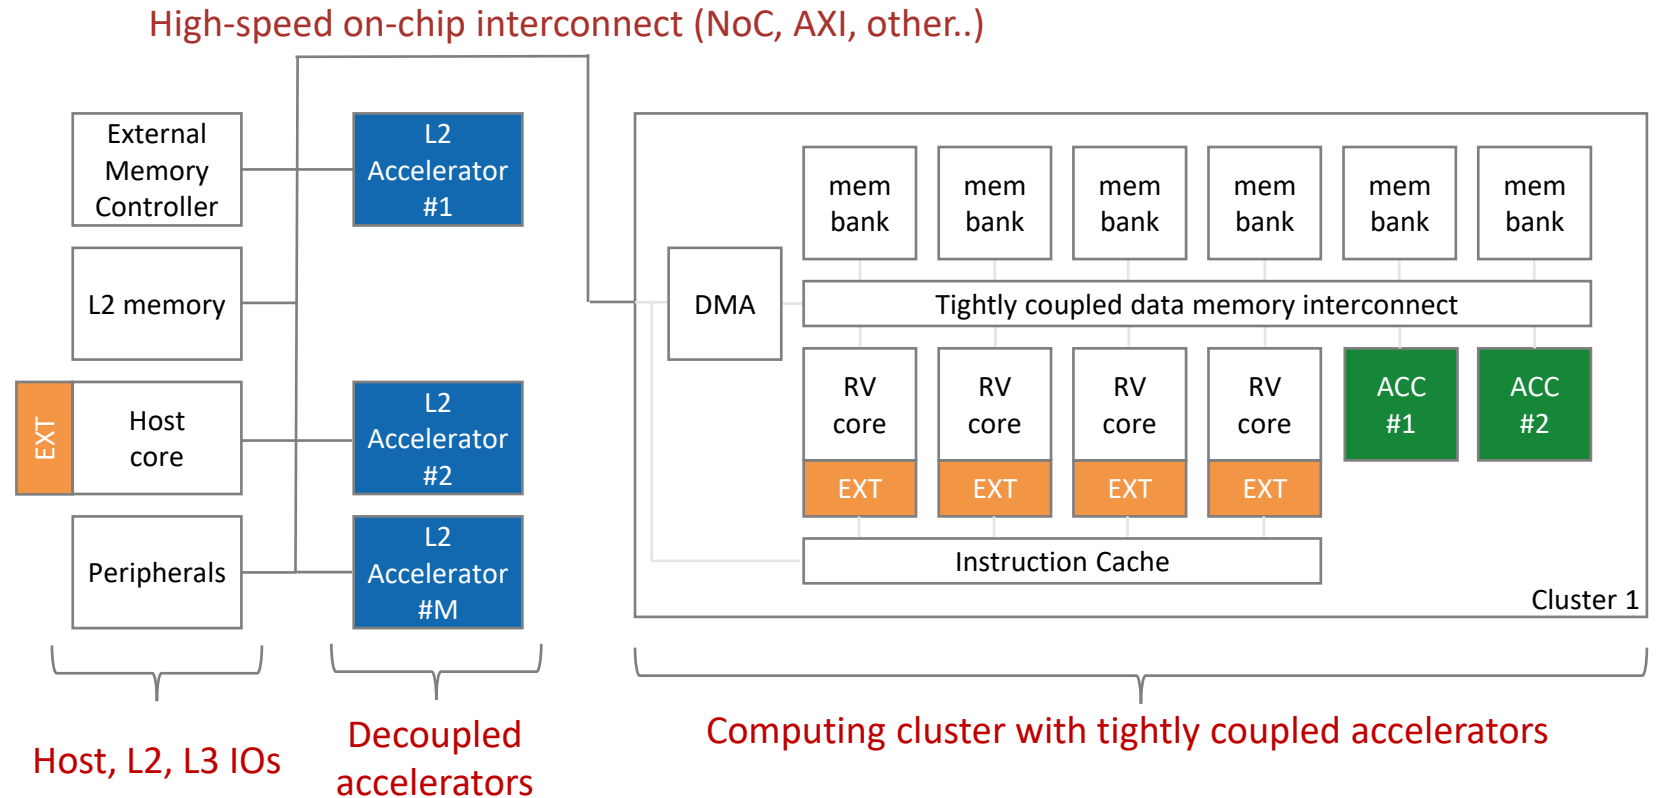 High-speed on-chip interconnect (NoC, AXI, other..)
External
Memory
Controller
L2 memory
EXT
Host
core
Peripherals
L2
Accelerator
#1
L2
Accelerator
#2
L2
Accelerator
#M
mem
bank
mem
bank
mem
bank
mem
bank
mem
bank
mem
bank
DMA
Tightly coupled data memory interconnect
RV
core
EXT
RV
core
EXT
RV
core
EXT
RV
core
EXT
ACC
#1
ACC
#2
Instruction Cache
Cluster 1
Host, L2, L3 IOs
Decoupled
accelerators
Computing cluster with tightly coupled accelerators